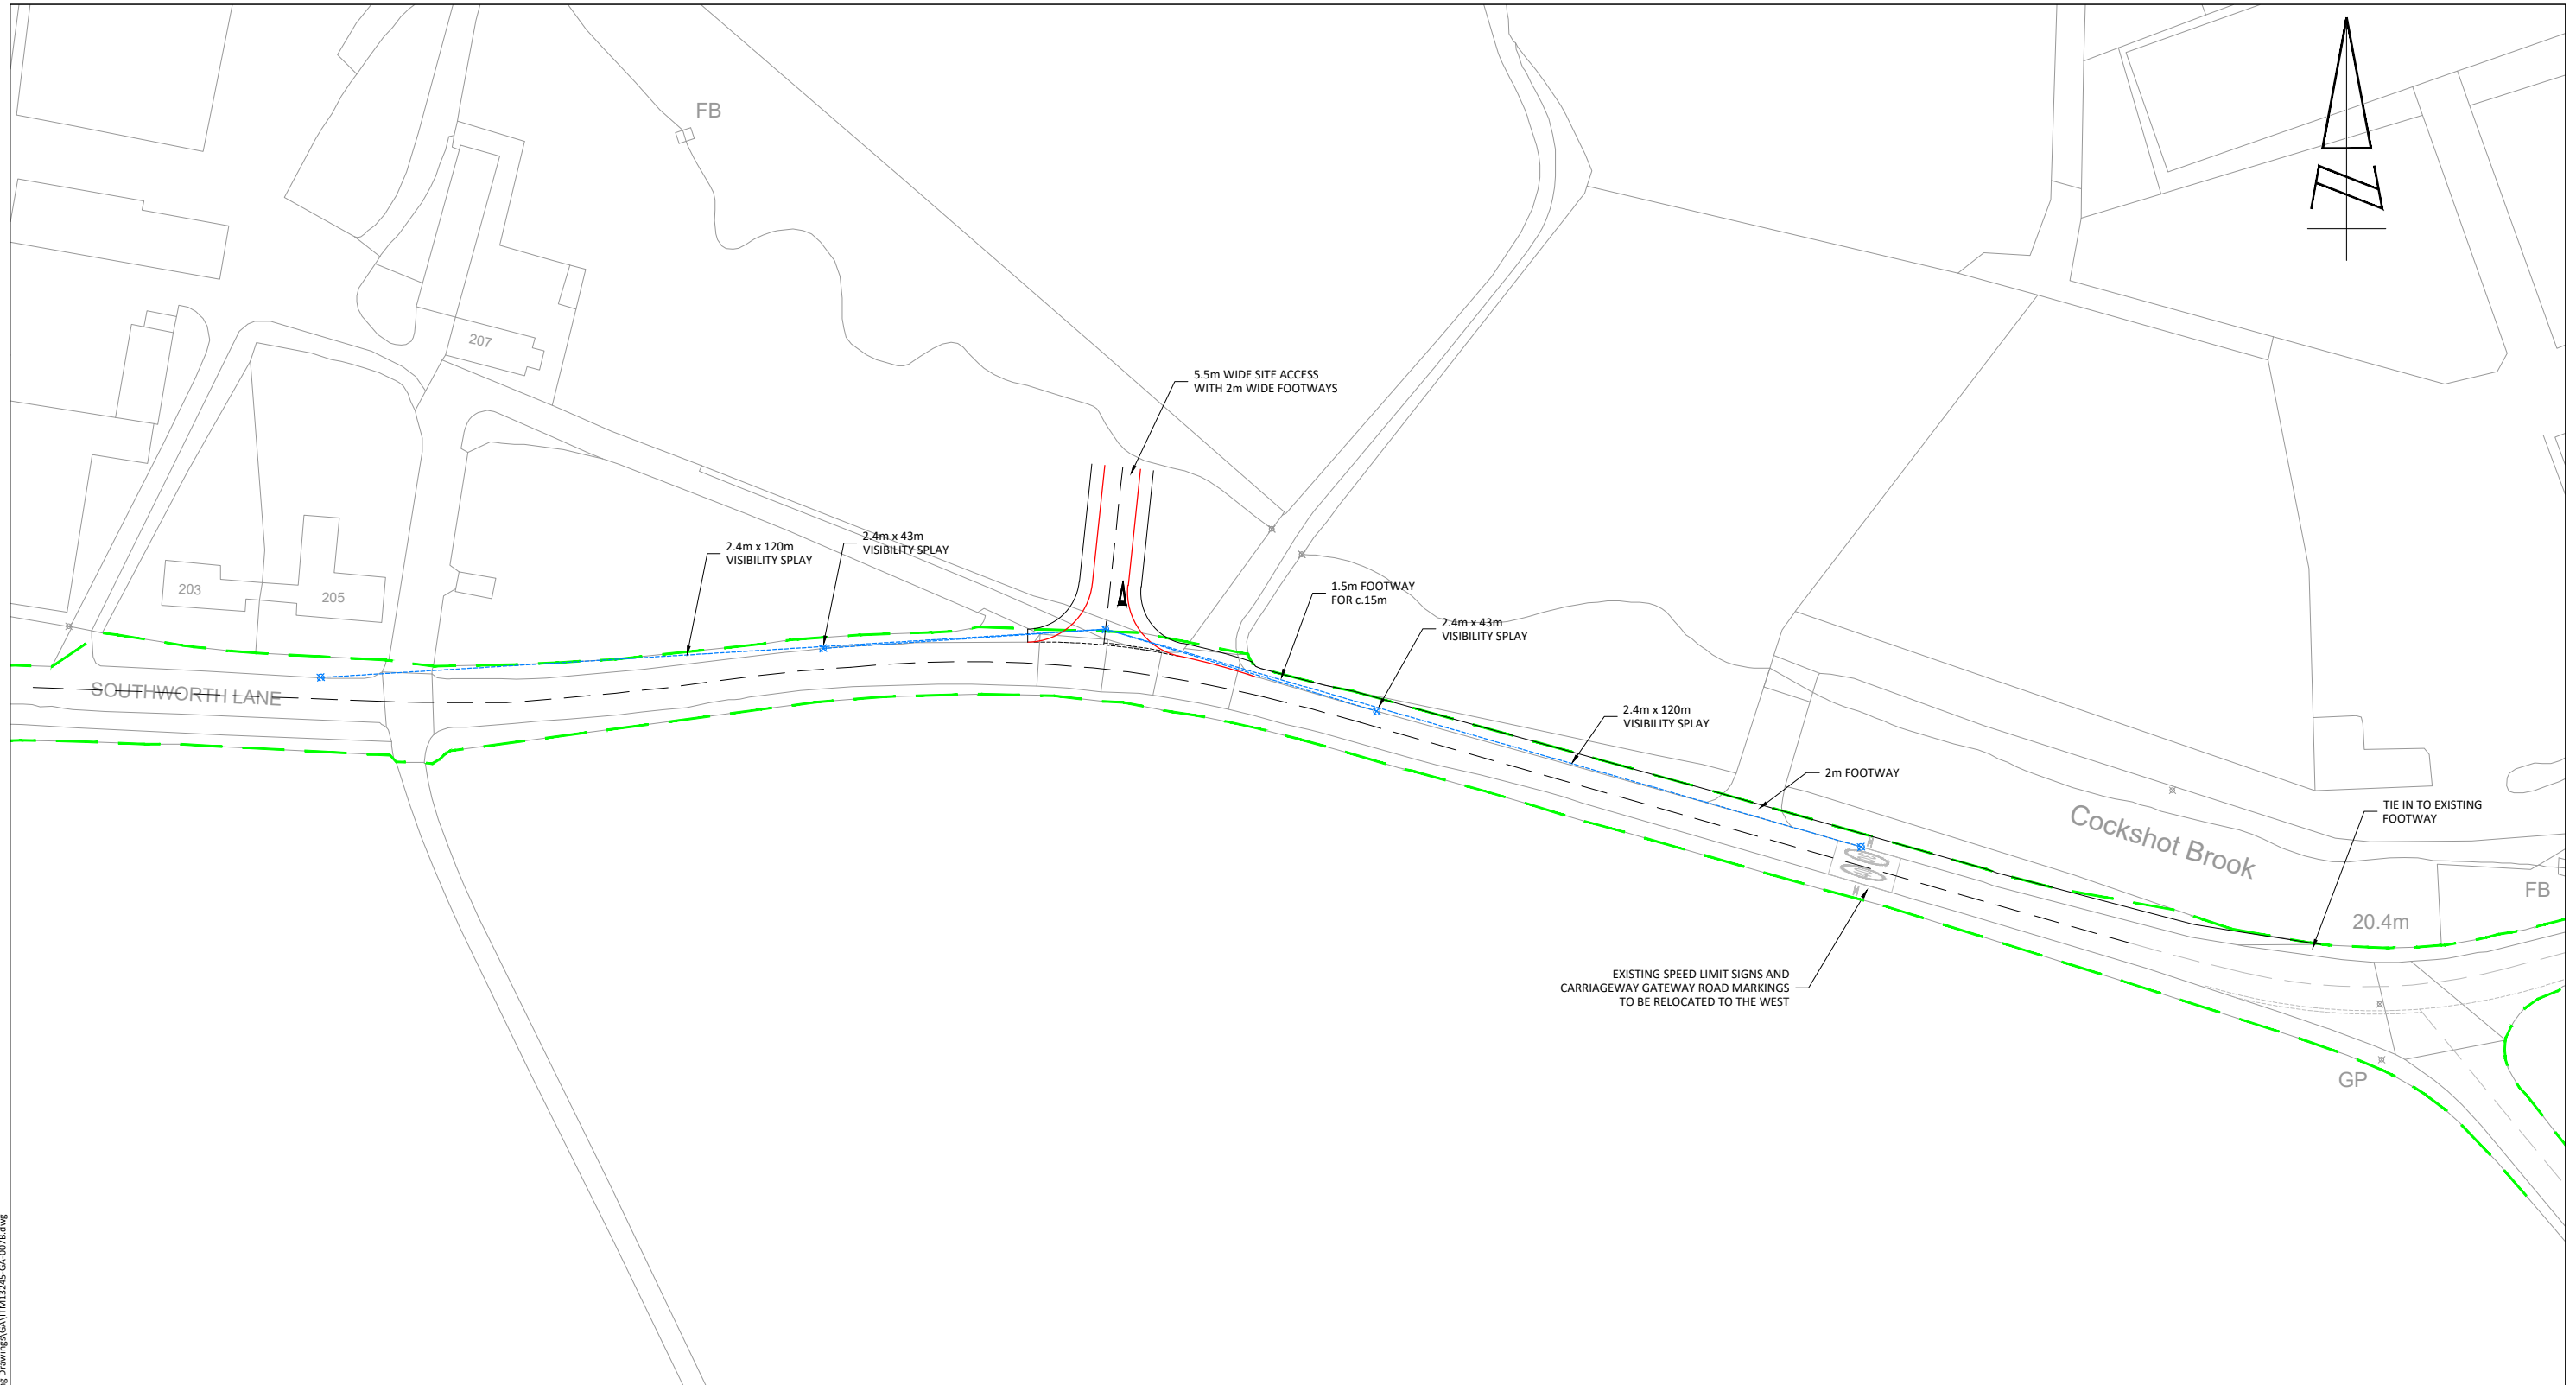 FB
207
5.5m WIDE SITE ACCESS
WITH 2m WIDE FOOTWAYS
2.4m x 43m
VISIBILITY SPLAY
2.4m x 120m
VISIBILITY SPLAY
203
205
1.5m FOOTWAY
FOR c.15m
2.4m x 43m
VISIBILITY SPLAY
SOUTHWORTH LANE
2.4m x 120m
VISIBILITY SPLAY
2m FOOTWAY
TIE IN TO EXISTING
FOOTWAY
Cockshot Brook
FB
20.4m
EXISTING SPEED LIMIT SIGNS AND
CARRIAGEWAY GATEWAY ROAD MARKINGS
TO BE RELOCATED TO THE WEST
GP
N